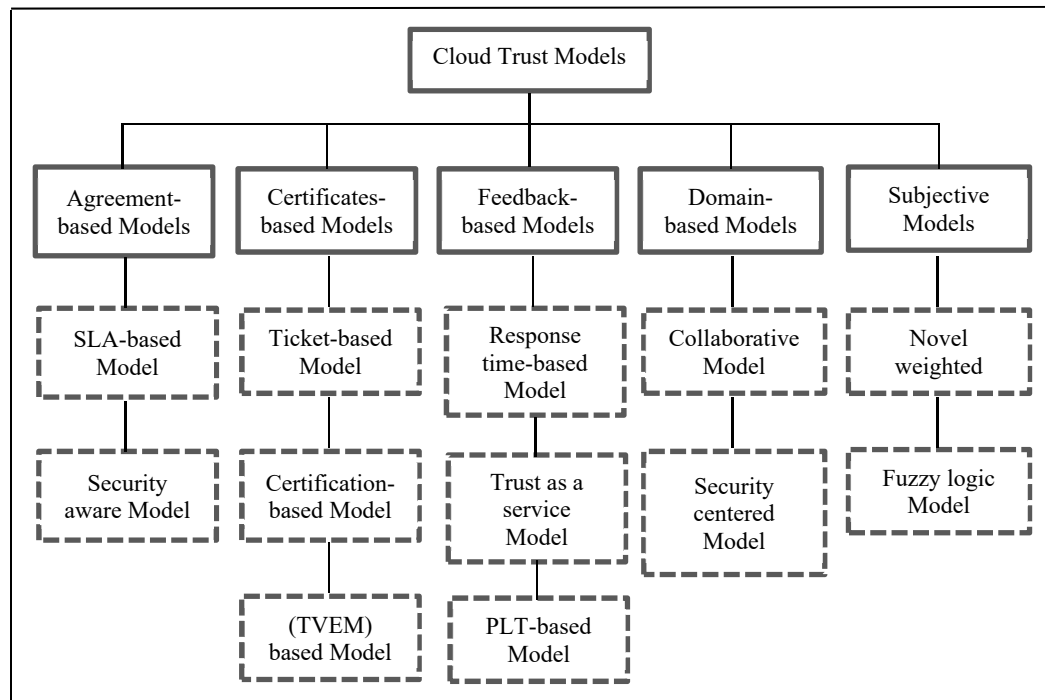 Cloud Trust Models
Agreement-
based Models
Certificates-
based Models
Feedback-
based Models
Domain-
based Models
Subjective
Models
SLA-based
Model
Ticket-based
Model
Response
time-based
Model
Collaborative
Model
Novel
weighted
Security
aware Model
Certification-
based Model
Trust as a
service Model
Security
centered
Model
Fuzzy logic
Model
(TVEM)
based Model
PLT-based
Model